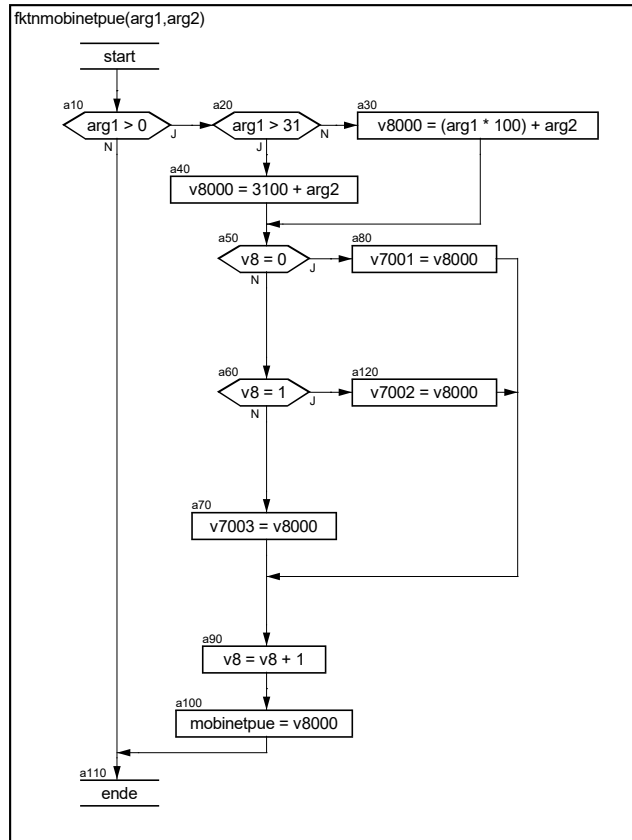 fktnmobinetpue(arg1,arg2)
start
a10
arg1 > 0
J
N
a20
arg1 > 31
N
J
a30
v8000 = (arg1 * 100) + arg2
a40
v8000 = 3100 + arg2
a50
v8 = 0
J
N
a80
v7001 = v8000
a60
v8 = 1
J
N
a120
v7002 = v8000
a70
v7003 = v8000
a90
v8 = v8 + 1
a100
mobinetpue = v8000
a110
ende